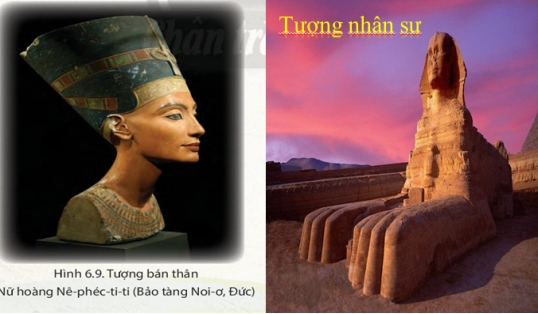 Tượng nhân sư
Hình 6.9. Tượng bán thân
Nữ hoàng Nê-phéc-ti-ti (Bảo tàng Noi-ơ, Đức)